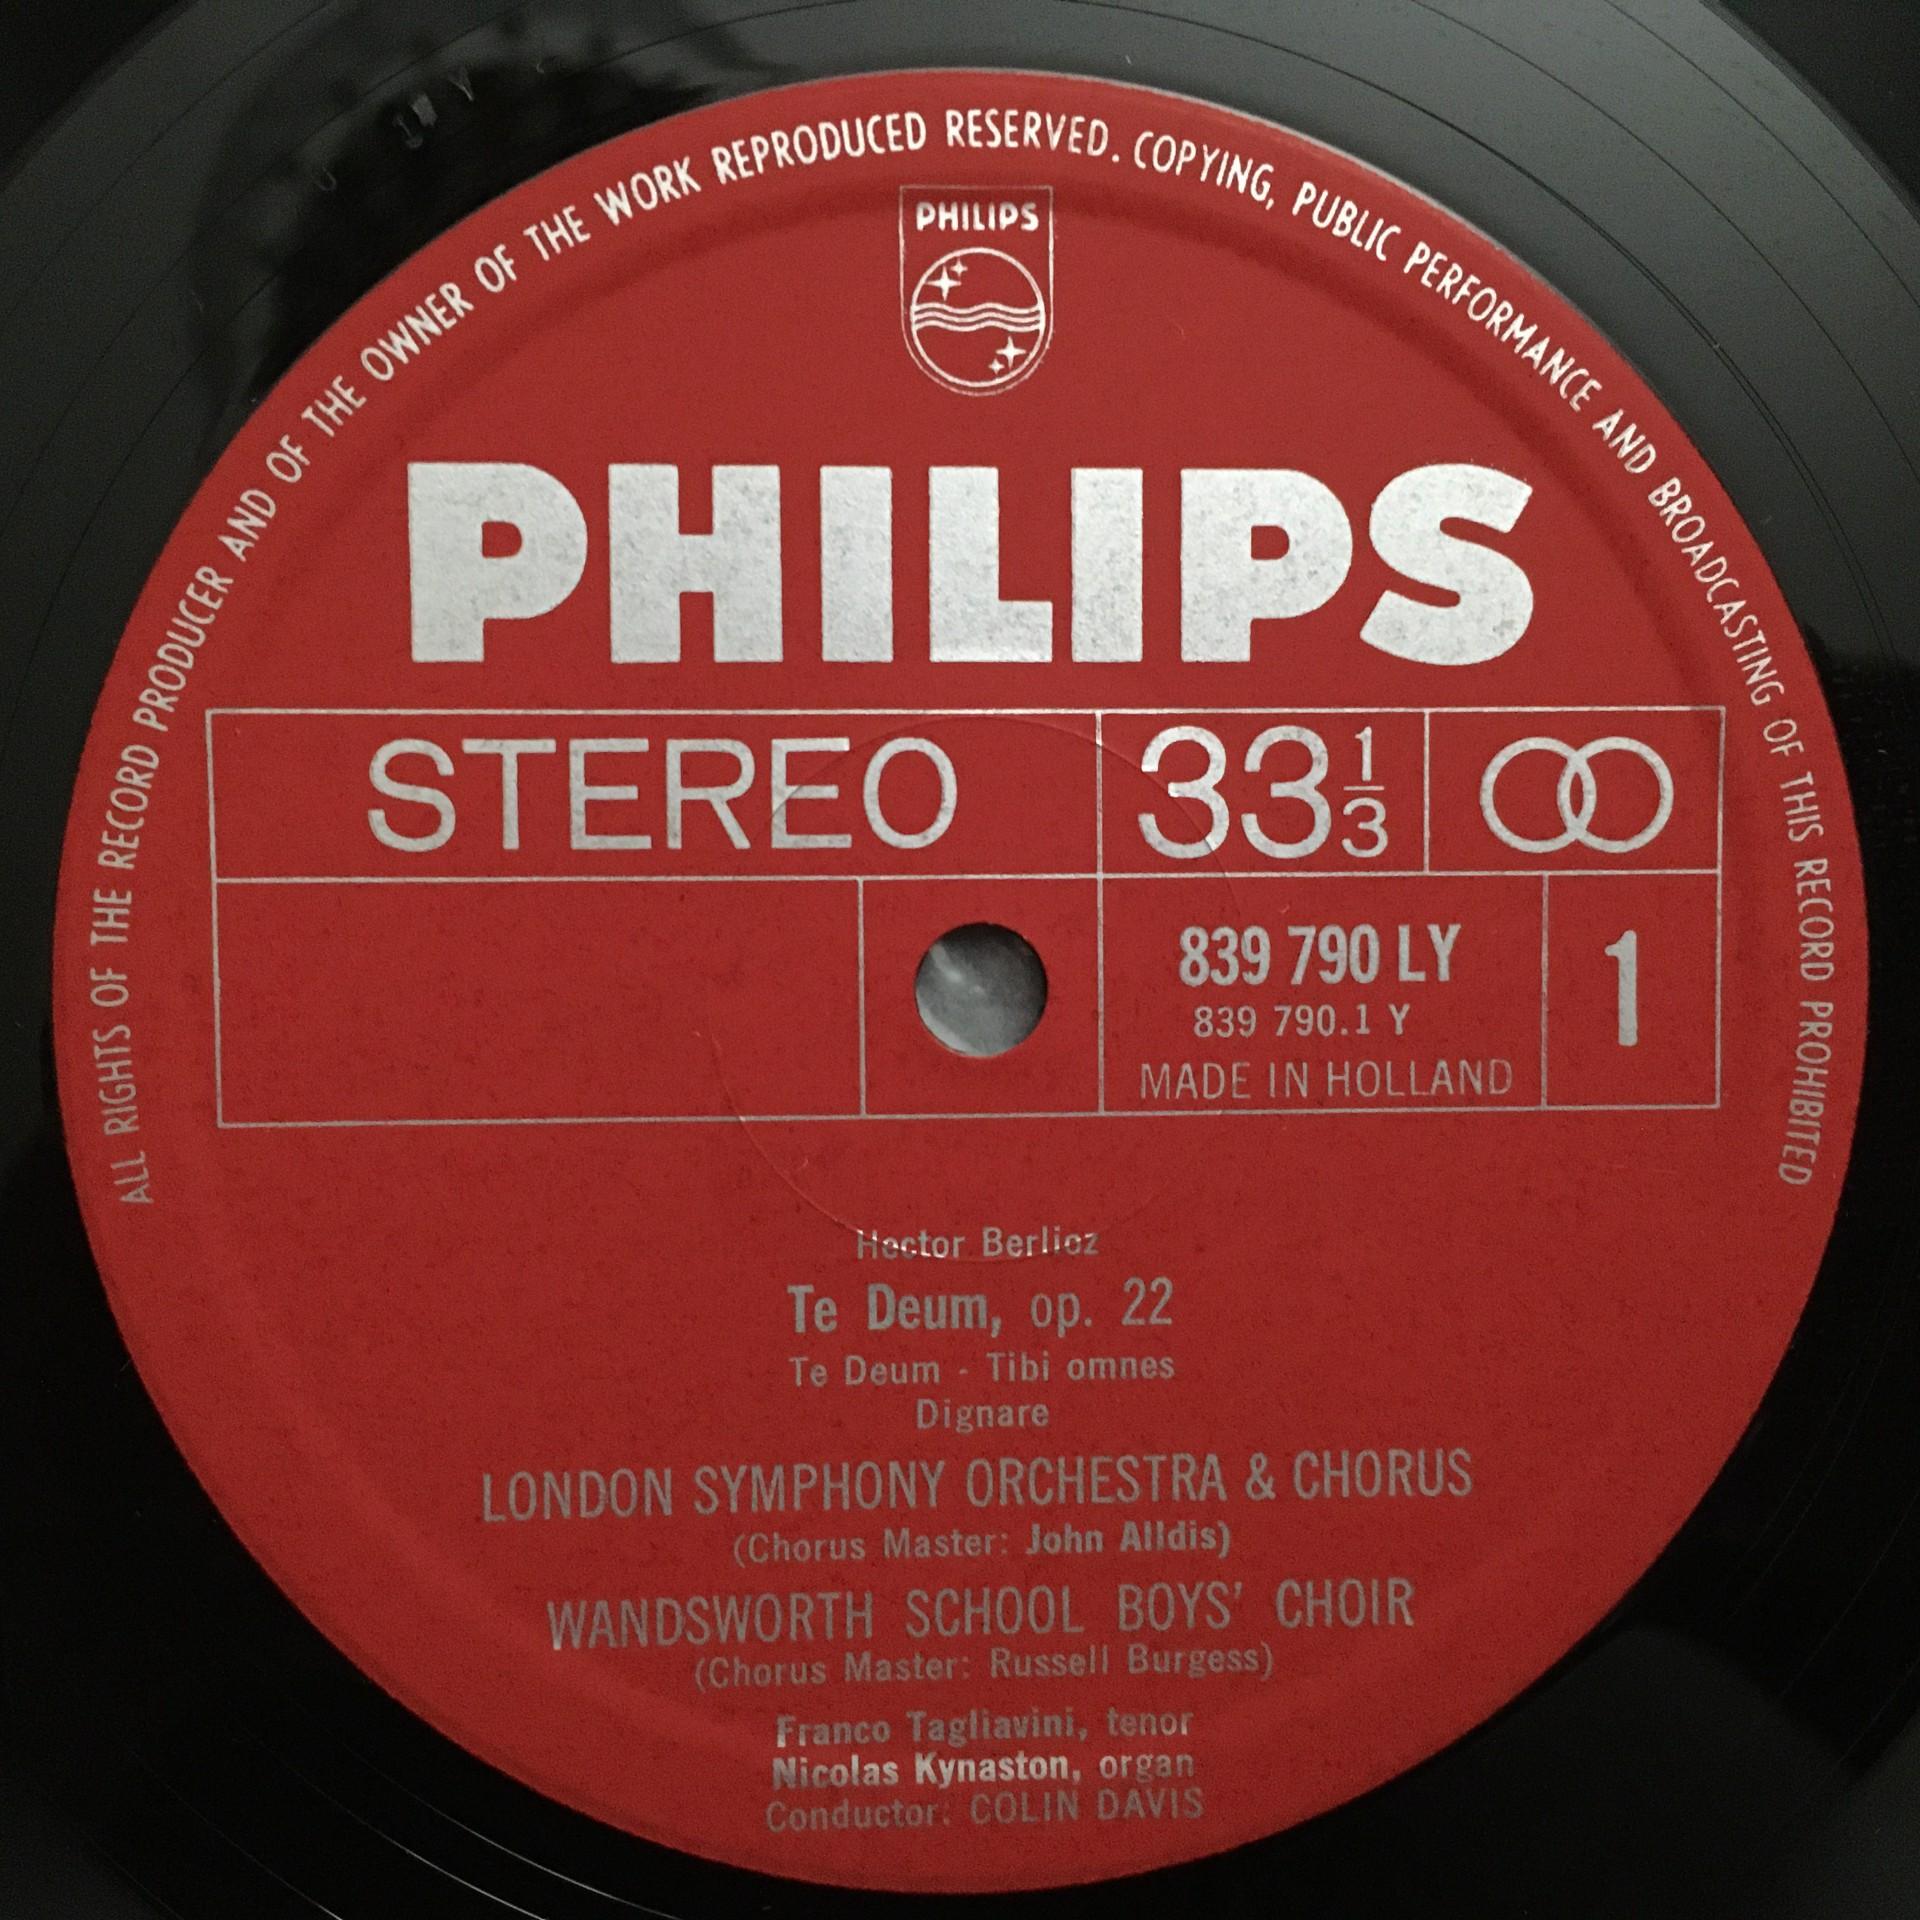 ALL RIGHTS OF THE RECORD PRODUCER AND OF THE OWNER OF THE WORK REPRODUCED RESERVED. COPYING, PUBLIC PERFORMANCE AND BROADCASTING OF THIS RECORD PROHIBITED
PHILIPS
PHILIPS
STEREO 33 1/3
839 790 LY 1
839 790.1 Y
MADE IN HOLLAND
Hector Berlioz
Te Deum, op. 22
Te Deum - Tibi omnes
Dignare
LONDON SYMPHONY ORCHESTRA & CHORUS
(Chorus Master: John Alldis)
WANDSWORTH SCHOOL BOYS' CHOIR
(Chorus Master: Russell Burgess)
Franco Tagliavini, tenor
Nicolas Kynaston, organ
Conductor: COLIN DAVIS